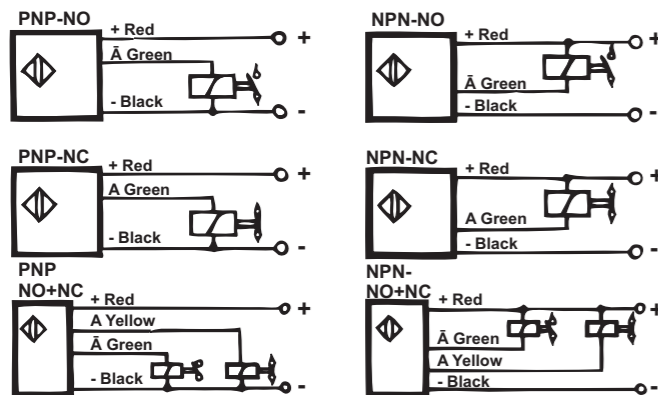 PNP-NO
+ Red
+
Ā Green
- Black
-
NPN-NO
+ Red
+
Ā Green
- Black
-
PNP-NC
+ Red
+
A Green
- Black
-
NPN-NC
+ Red
+
A Green
- Black
-
PNP
NO+NC
+ Red
+
A Yellow
Ā Green
- Black
-
NPN-
NO+NC
+ Red
+
Ā Green
A Yellow
- Black
-